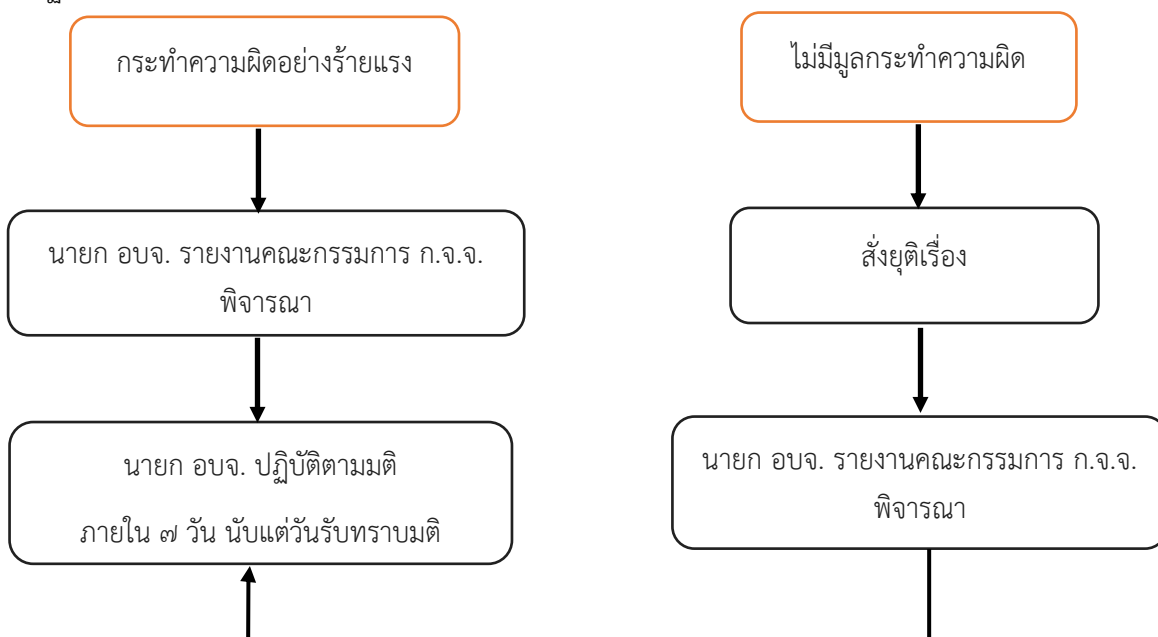 กระทำความผิดอย่างร้ายแรง
นายก อบจ. รายงานคณะกรรมการ ก.จ.จ.
พิจารณา
นายก อบจ. ปฏิบัติตามมติ
ภายใน ๗ วัน นับแต่วันรับทราบมติ
ไม่มีมูลกระทำความผิด
สั่งยุติเรื่อง
นายก อบจ. รายงานคณะกรรมการ ก.จ.จ.
พิจารณา